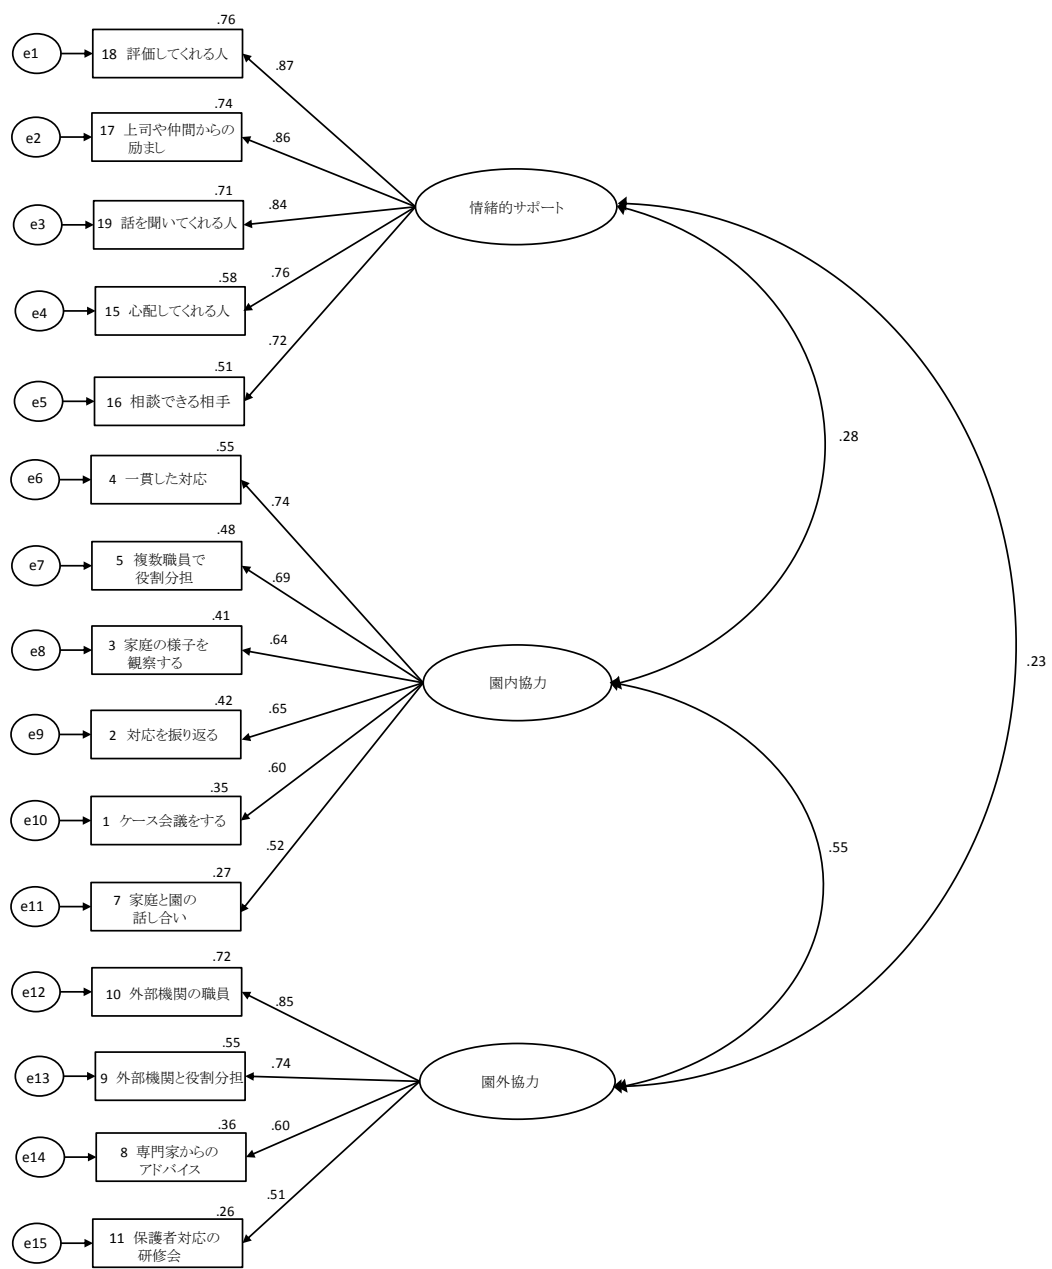 .76
e1
18 評価してくれる人
.87
.74
e2
17 上司や仲間からの
励まし
.86
.71
e3
19 話を聞いてくれる人
.84
情緒的サポート
.58
e4
15 心配してくれる人
.76
.51
e5
16 相談できる相手
.72
.28
.55
e6
4 一貫した対応
.74
.48
e7
5 複数職員で
役割分担
.69
.41
e8
3 家庭の様子を
観察する
.64
園内協力
.23
.42
e9
2 対応を振り返る
.65
.35
e10
1 ケース会議をする
.60
.55
.27
e11
7 家庭と園の
話し合い
.52
.72
e12
10 外部機関の職員
.85
.55
e13
9 外部機関と役割分担
.74
園外協力
.36
e14
8 専門家からの
アドバイス
.60
.26
e15
11 保護者対応の
研修会
.51